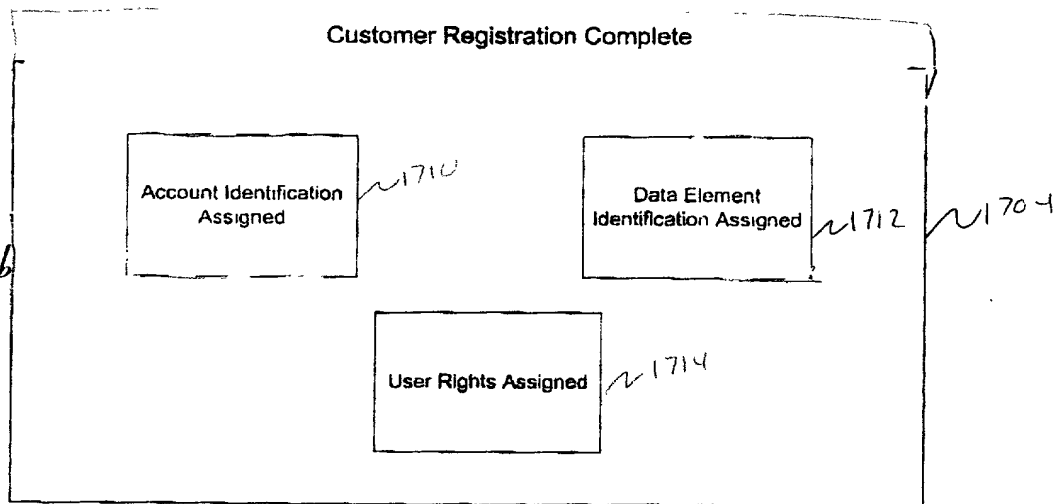 Customer Registration Complete
Account Identification
Assigned
1710
Data Element
Identification Assigned
1712
1704
User Rights Assigned
1714